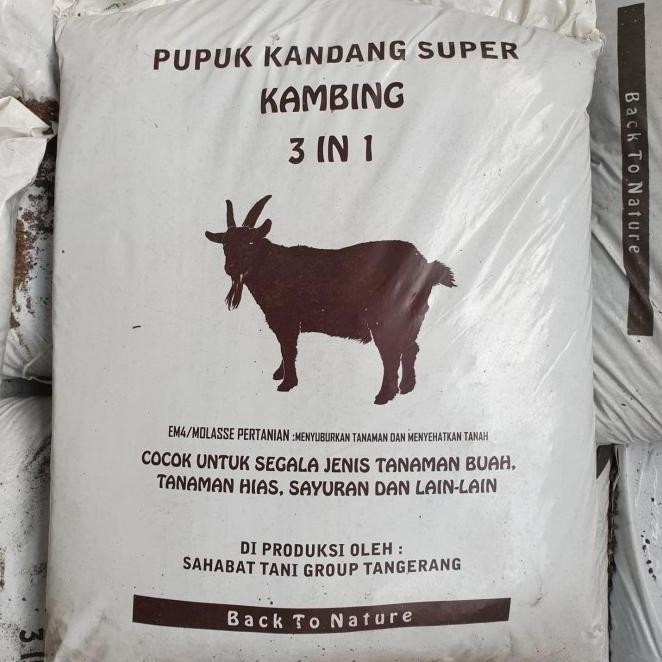 PUPUK KANDANG SUPER
KAMBING
3 IN 1
EM4/MOLASSE PERTANIAN :MENYUBURKAN TANAMAN DAN MENYEHATKAN TANAH
COCOK UNTUK SEGALA JENIS TANAMAN BUAH,
TANAMAN HIAS, SAYURAN DAN LAIN-LAIN
DI PRODUKSI OLEH :
SAHABAT TANI GROUP TANGERANG
Back To Nature
Back To Nature